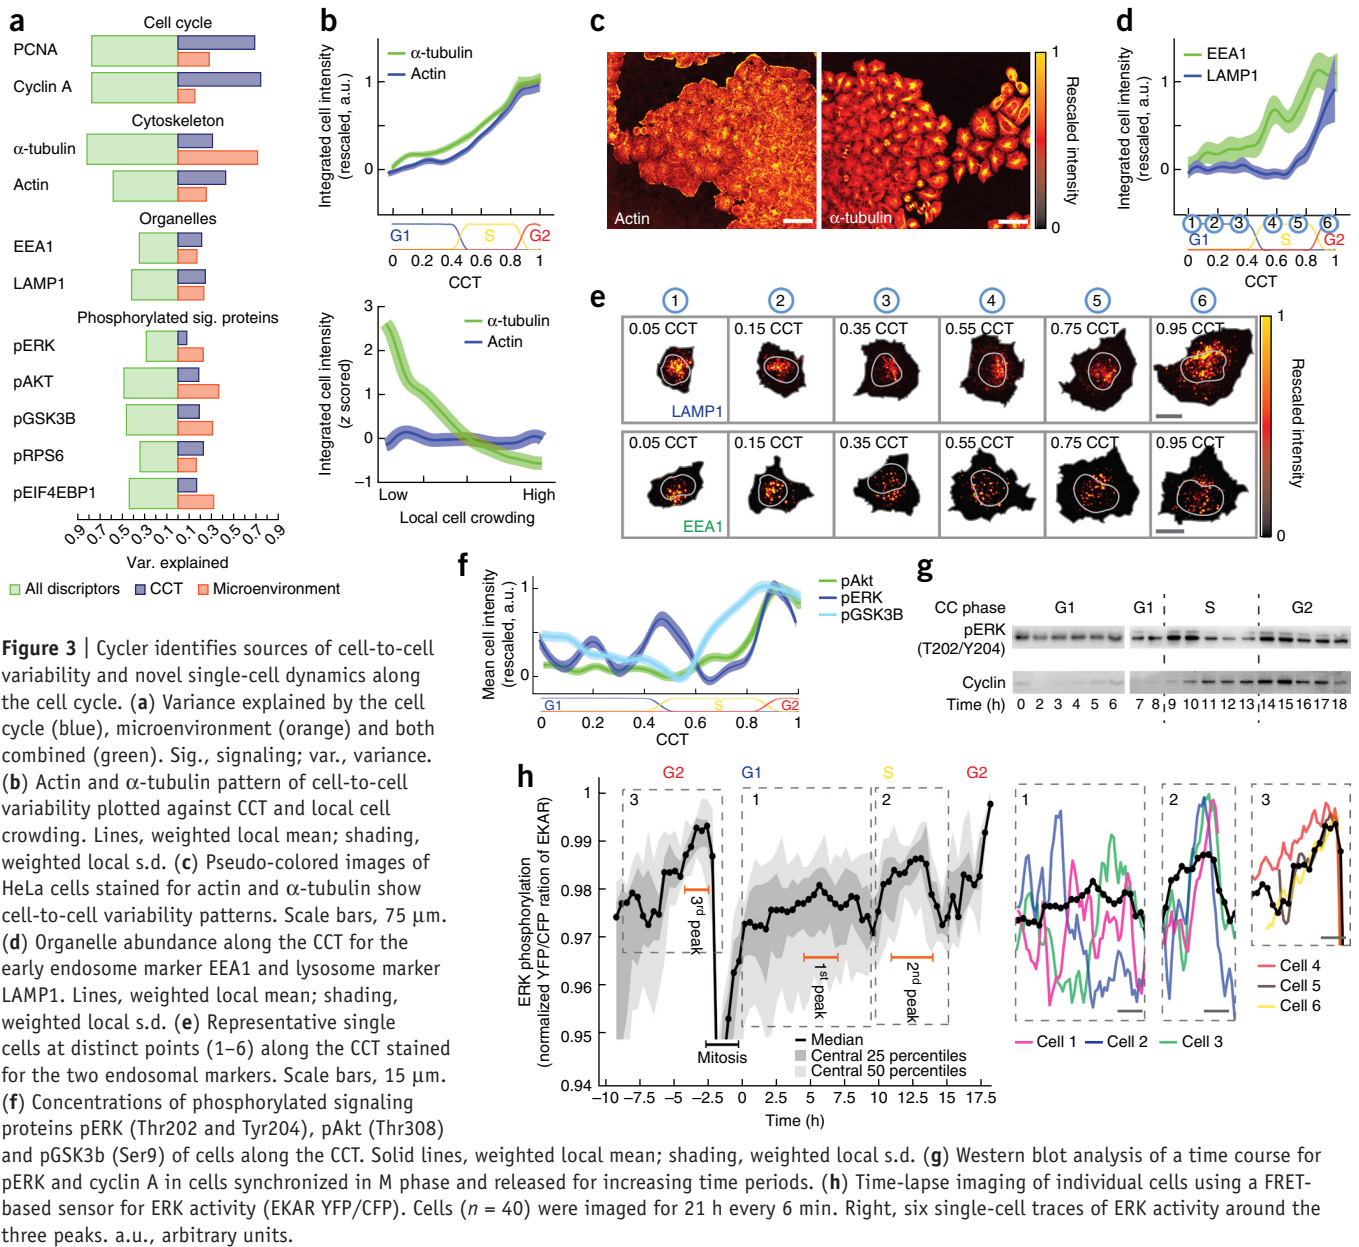 a
Cell cycle
PCNA
Cyclin A
Cytoskeleton
α-tubulin
Actin
Organelles
EEA1
LAMP1
Phosphorylated sig. proteins
pERK
pAKT
pGSK3B
pRPS6
pEIF4EBP1
0.9 0.7 0.5 0.3 0.1 0.1 0.3 0.5 0.7 0.9
Var. explained
All discriptors CCT Microenvironment
b
Integrated cell intensity
(rescaled, a.u.)
1
0
α-tubulin
Actin
G1 S G2
0 0.2 0.4 0.6 0.8 1
CCT
Integrated cell intensity
(z scored)
3
2
1
0
−1
α-tubulin
Actin
Low High
Local cell crowding
c
Actin
α-tubulin
1
0
Rescaled intensity
d
Integrated cell intensity
(rescaled, a.u.)
1
0
EEA1
LAMP1
1 2 3 4 5 6
G1 S G2
0 0.2 0.4 0.6 0.8 1
CCT
e
1 2 3 4 5 6
0.05 CCT 0.15 CCT 0.35 CCT 0.55 CCT 0.75 CCT 0.95 CCT
LAMP1
0.05 CCT 0.15 CCT 0.35 CCT 0.55 CCT 0.75 CCT 0.95 CCT
EEA1
1
0
Rescaled intensity
f
Mean cell intensity
(rescaled, a.u.)
1
0
pAkt
pERK
pGSK3B
G1 S G2
0 0.2 0.4 0.6 0.8 1
CCT
g
CC phase G1 G1 S G2
pERK
(T202/Y204)
Cyclin
Time (h) 0 2 3 4 5 6 7 8 9 10 11 12 13 14 15 16 17 18
h
G2 G1 S G2
ERK phosphorylation
(normalized YFP/CFP ration of EKAR)
1
0.99
0.98
0.97
0.96
0.95
0.94
3 1 2
3rd peak
1st peak
2nd peak
Mitosis
Median
Central 25 percentiles
Central 50 percentiles
−10 −7.5 −5 −2.5 0 2.5 5 7.5 10 12.5 15 17.5
Time (h)
1 2 3
Cell 1 Cell 2 Cell 3
Cell 4
Cell 5
Cell 6
Figure 3 | Cycler identifies sources of cell-to-cell
variability and novel single-cell dynamics along
the cell cycle. (a) Variance explained by the cell
cycle (blue), microenvironment (orange) and both
combined (green). Sig., signaling; var., variance.
(b) Actin and α-tubulin pattern of cell-to-cell
variability plotted against CCT and local cell
crowding. Lines, weighted local mean; shading,
weighted local s.d. (c) Pseudo-colored images of
HeLa cells stained for actin and α-tubulin show
cell-to-cell variability patterns. Scale bars, 75 μm.
(d) Organelle abundance along the CCT for the
early endosome marker EEA1 and lysosome marker
LAMP1. Lines, weighted local mean; shading,
weighted local s.d. (e) Representative single
cells at distinct points (1–6) along the CCT stained
for the two endosomal markers. Scale bars, 15 μm.
(f) Concentrations of phosphorylated signaling
proteins pERK (Thr202 and Tyr204), pAkt (Thr308)
and pGSK3b (Ser9) of cells along the CCT. Solid lines, weighted local mean; shading, weighted local s.d. (g) Western blot analysis of a time course for
pERK and cyclin A in cells synchronized in M phase and released for increasing time periods. (h) Time-lapse imaging of individual cells using a FRET-
based sensor for ERK activity (EKAR YFP/CFP). Cells (n = 40) were imaged for 21 h every 6 min. Right, six single-cell traces of ERK activity around the
three peaks. a.u., arbitrary units.